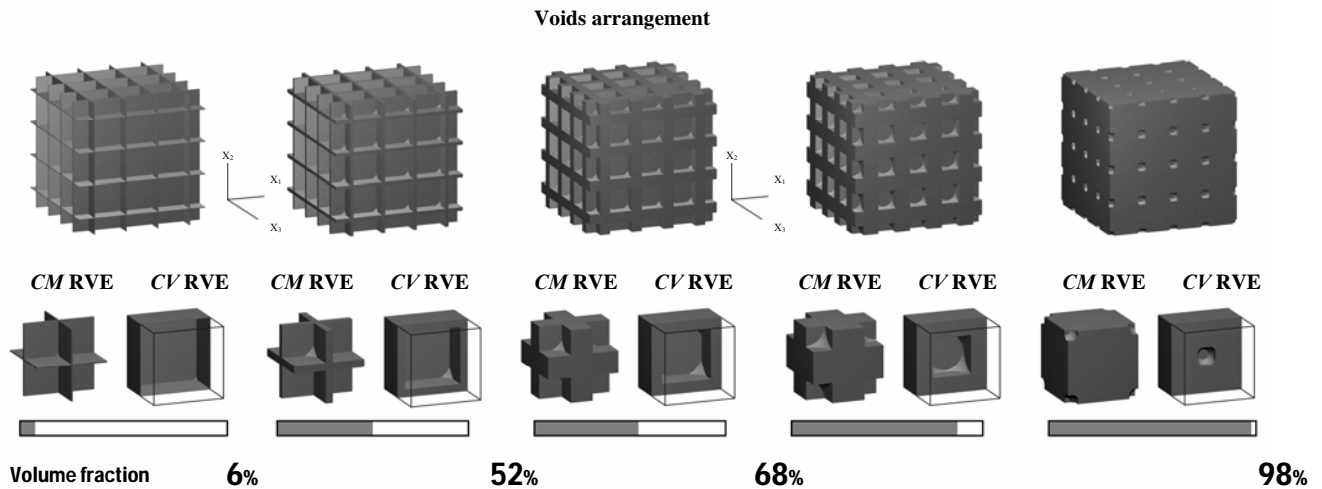 Voids arrangement
X₂
X₁
X₃
X₂
X₁
X₃
CM RVE CV RVE CM RVE CV RVE CM RVE CV RVE CM RVE CV RVE CM RVE CV RVE
Volume fraction 6% 52% 68% 98%